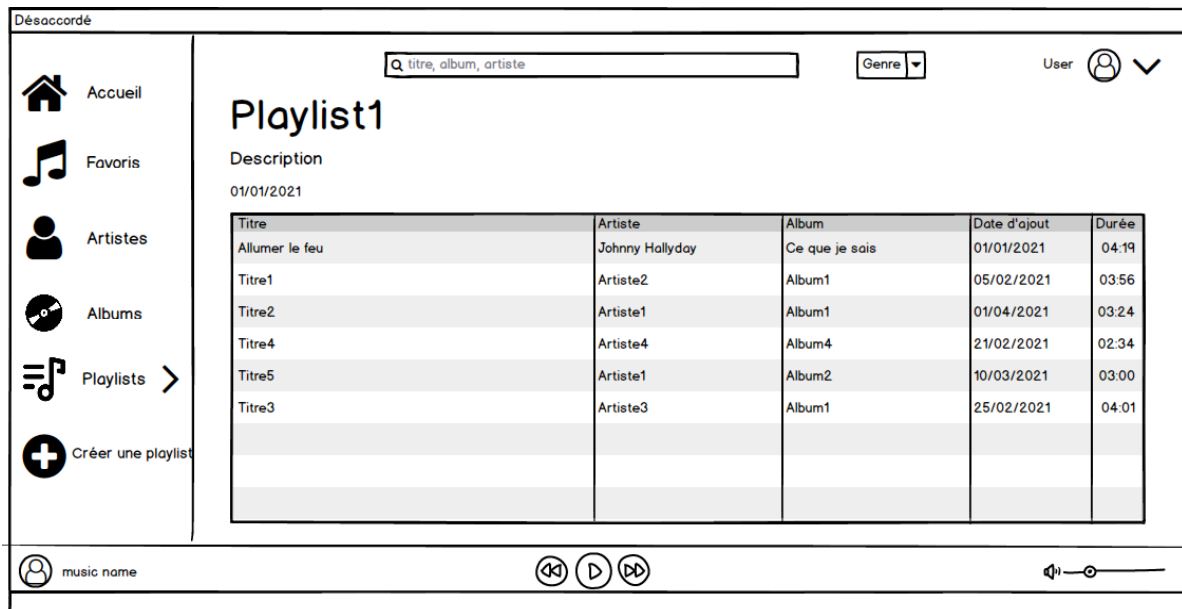 Désaccordé
titre, album, artiste
Genre
User
Accueil
Favoris
Artistes
Albums
Playlists
Créer une playlist
Playlist1
Description
01/01/2021
Titre Artiste Album Date d'ajout Durée
Allumer le feu Johnny Hallyday Ce que je sais 01/01/2021 04:19
Titre1 Artiste2 Album1 05/02/2021 03:56
Titre2 Artiste1 Album1 01/04/2021 03:24
Titre4 Artiste4 Album4 21/02/2021 02:34
Titre5 Artiste1 Album2 10/03/2021 03:00
Titre3 Artiste3 Album1 25/02/2021 04:01
music name